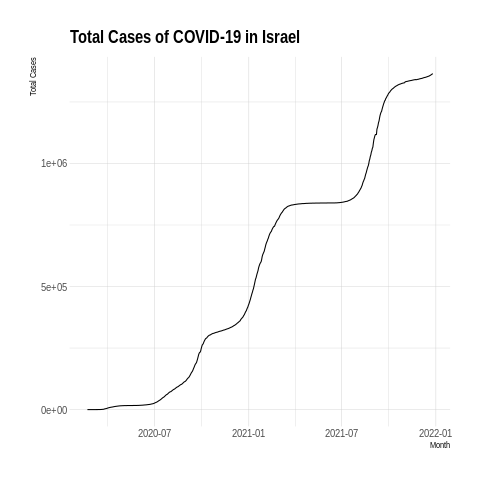 Total Cases of COVID-19 in Israel
Total Cases
1e+06
5e+05
0e+00
2020-07 2021-01 2021-07 2022-01
Month